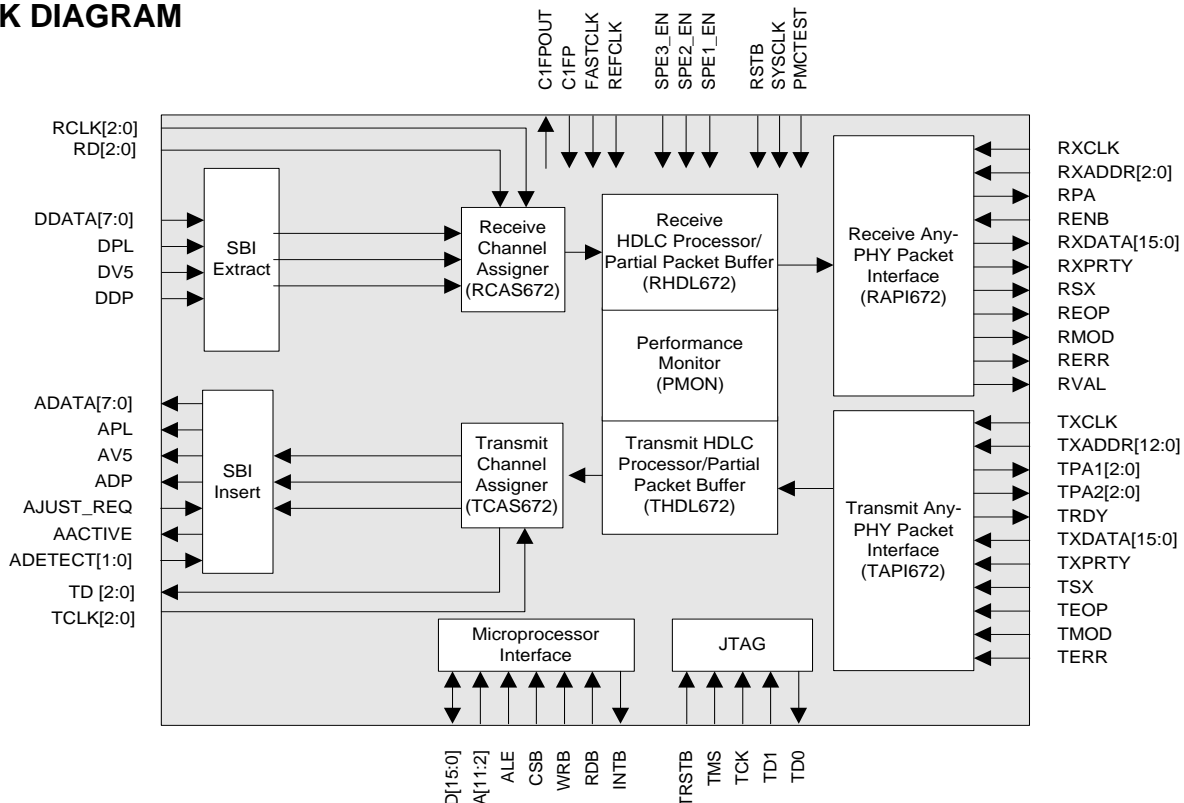 K DIAGRAM
C1FPOUT
C1FP
FASTCLK
REFCLK
SPE3_EN
SPE2_EN
SPE1_EN
RSTB
SYSCLK
PMCTEST
RCLK[2:0]
RD[2:0]
DDATA[7:0]
DPL
DV5
DDP
SBI
Extract
Receive
Channel
Assigner
(RCAS672)
Receive
HDLC Processor/
Partial Packet Buffer
(RHDL672)
Performance
Monitor
(PMON)
Receive Any-
PHY Packet
Interface
(RAPI672)
RXCLK
RXADDR[2:0]
RPA
RENB
RXDATA[15:0]
RXPRTY
RSX
REOP
RMOD
RERR
RVAL
ADATA[7:0]
APL
AV5
ADP
AJUST_REQ
AACTIVE
ADETECT[1:0]
TD [2:0]
TCLK[2:0]
SBI
Insert
Transmit
Channel
Assigner
(TCAS672)
Transmit HDLC
Processor/Partial
Packet Buffer
(THDL672)
Transmit Any-
PHY Packet
Interface
(TAPI672)
TXCLK
TXADDR[12:0]
TPA1[2:0]
TPA2[2:0]
TRDY
TXDATA[15:0]
TXPRTY
TSX
TEOP
TMOD
TERR
Microprocessor
Interface
JTAG
D[15:0]
A[11:2]
ALE
CSB
WRB
RDB
INTB
TRSTB
TMS
TCK
TD1
TD0